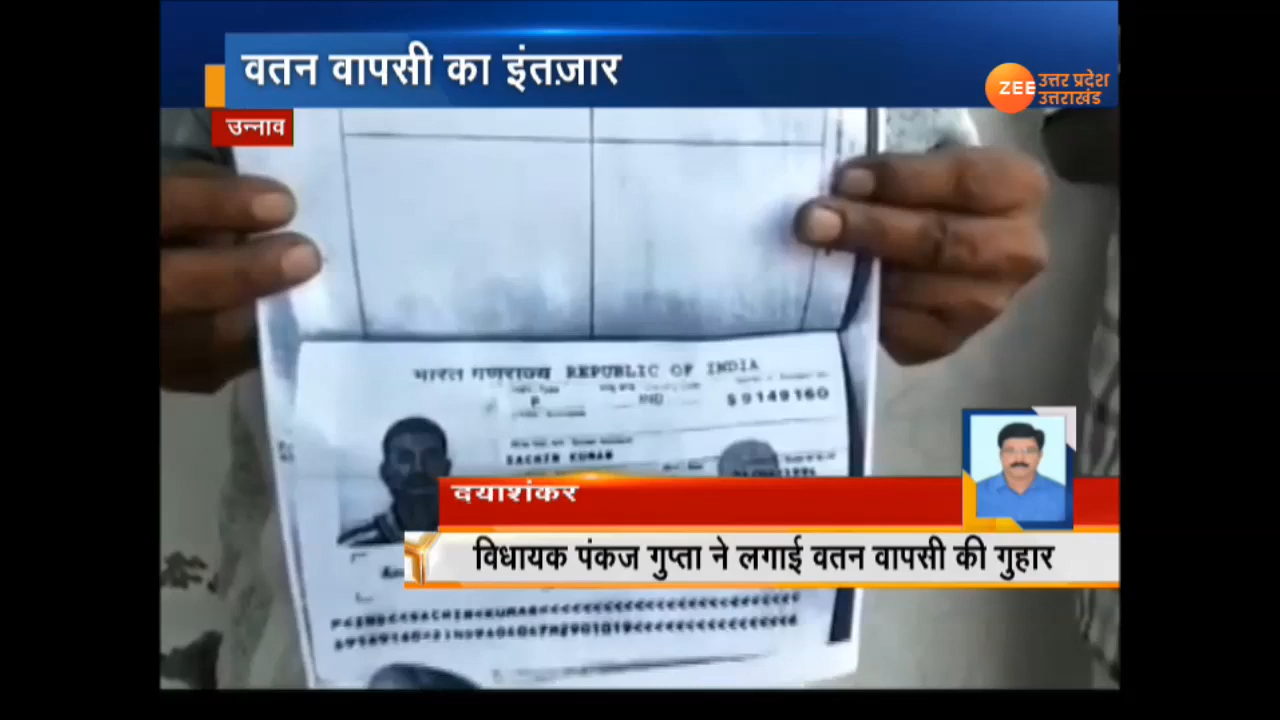 वतन वापसी का इंतज़ार
ZEE उत्तर प्रदेश
उत्तराखंड
उन्नाव
भारत गणराज्य REPUBLIC OF INDIA
P IND S9149160
SACHIN KUMAR
दयाशंकर
विधायक पंकज गुप्ता ने लगाई वतन वापसी की गुहार